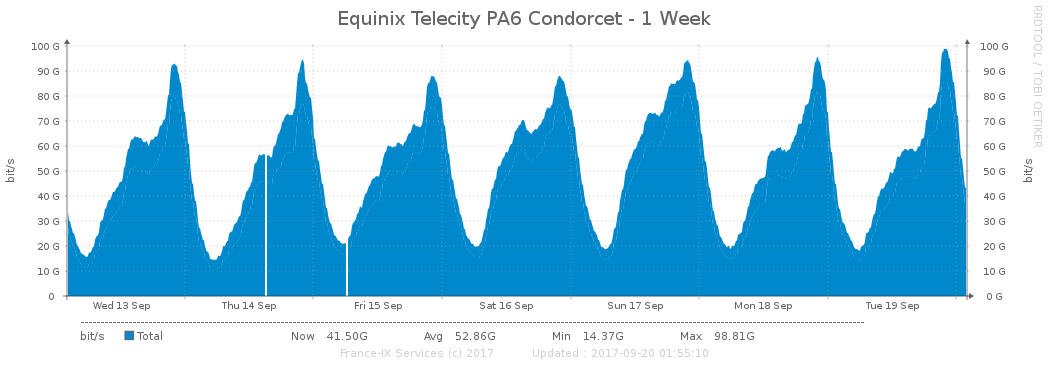 Equinix Telecity PA6 Condorcet - 1 Week
RRDTOOL / TOBI OETIKER
bit/s
100 G
90 G
80 G
70 G
60 G
50 G
40 G
30 G
20 G
10 G
0
100 G
90 G
80 G
70 G
60 G
50 G
40 G
30 G
20 G
10 G
0 G
bit/s
Wed 13 Sep Thu 14 Sep Fri 15 Sep Sat 16 Sep Sun 17 Sep Mon 18 Sep Tue 19 Sep
bit/s Total Now 41.50G Avg 52.86G Min 14.37G Max 98.81G
France-IX Services (c) 2017 Updated : 2017-09-20 01:55:10